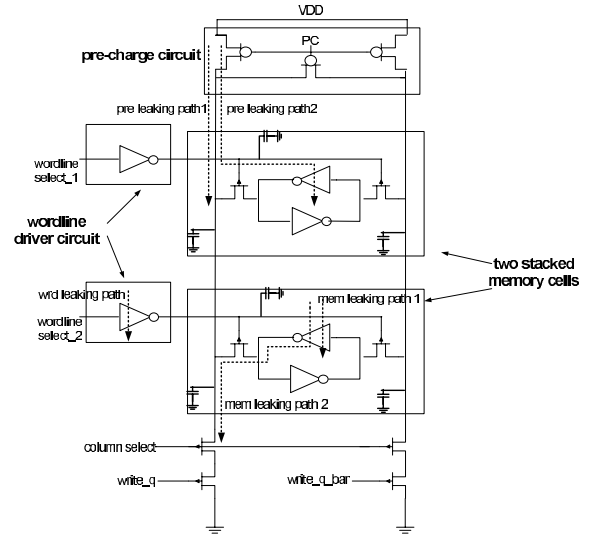 VDD
PC
pre-charge circuit
pre leaking path1
pre leaking path2
wordline
select_1
wordline
driver circuit
two stacked
memory cells
wrd leaking path
mem leaking path 1
wordline
select_2
mem leaking path 2
column select
write_q
write_q_bar